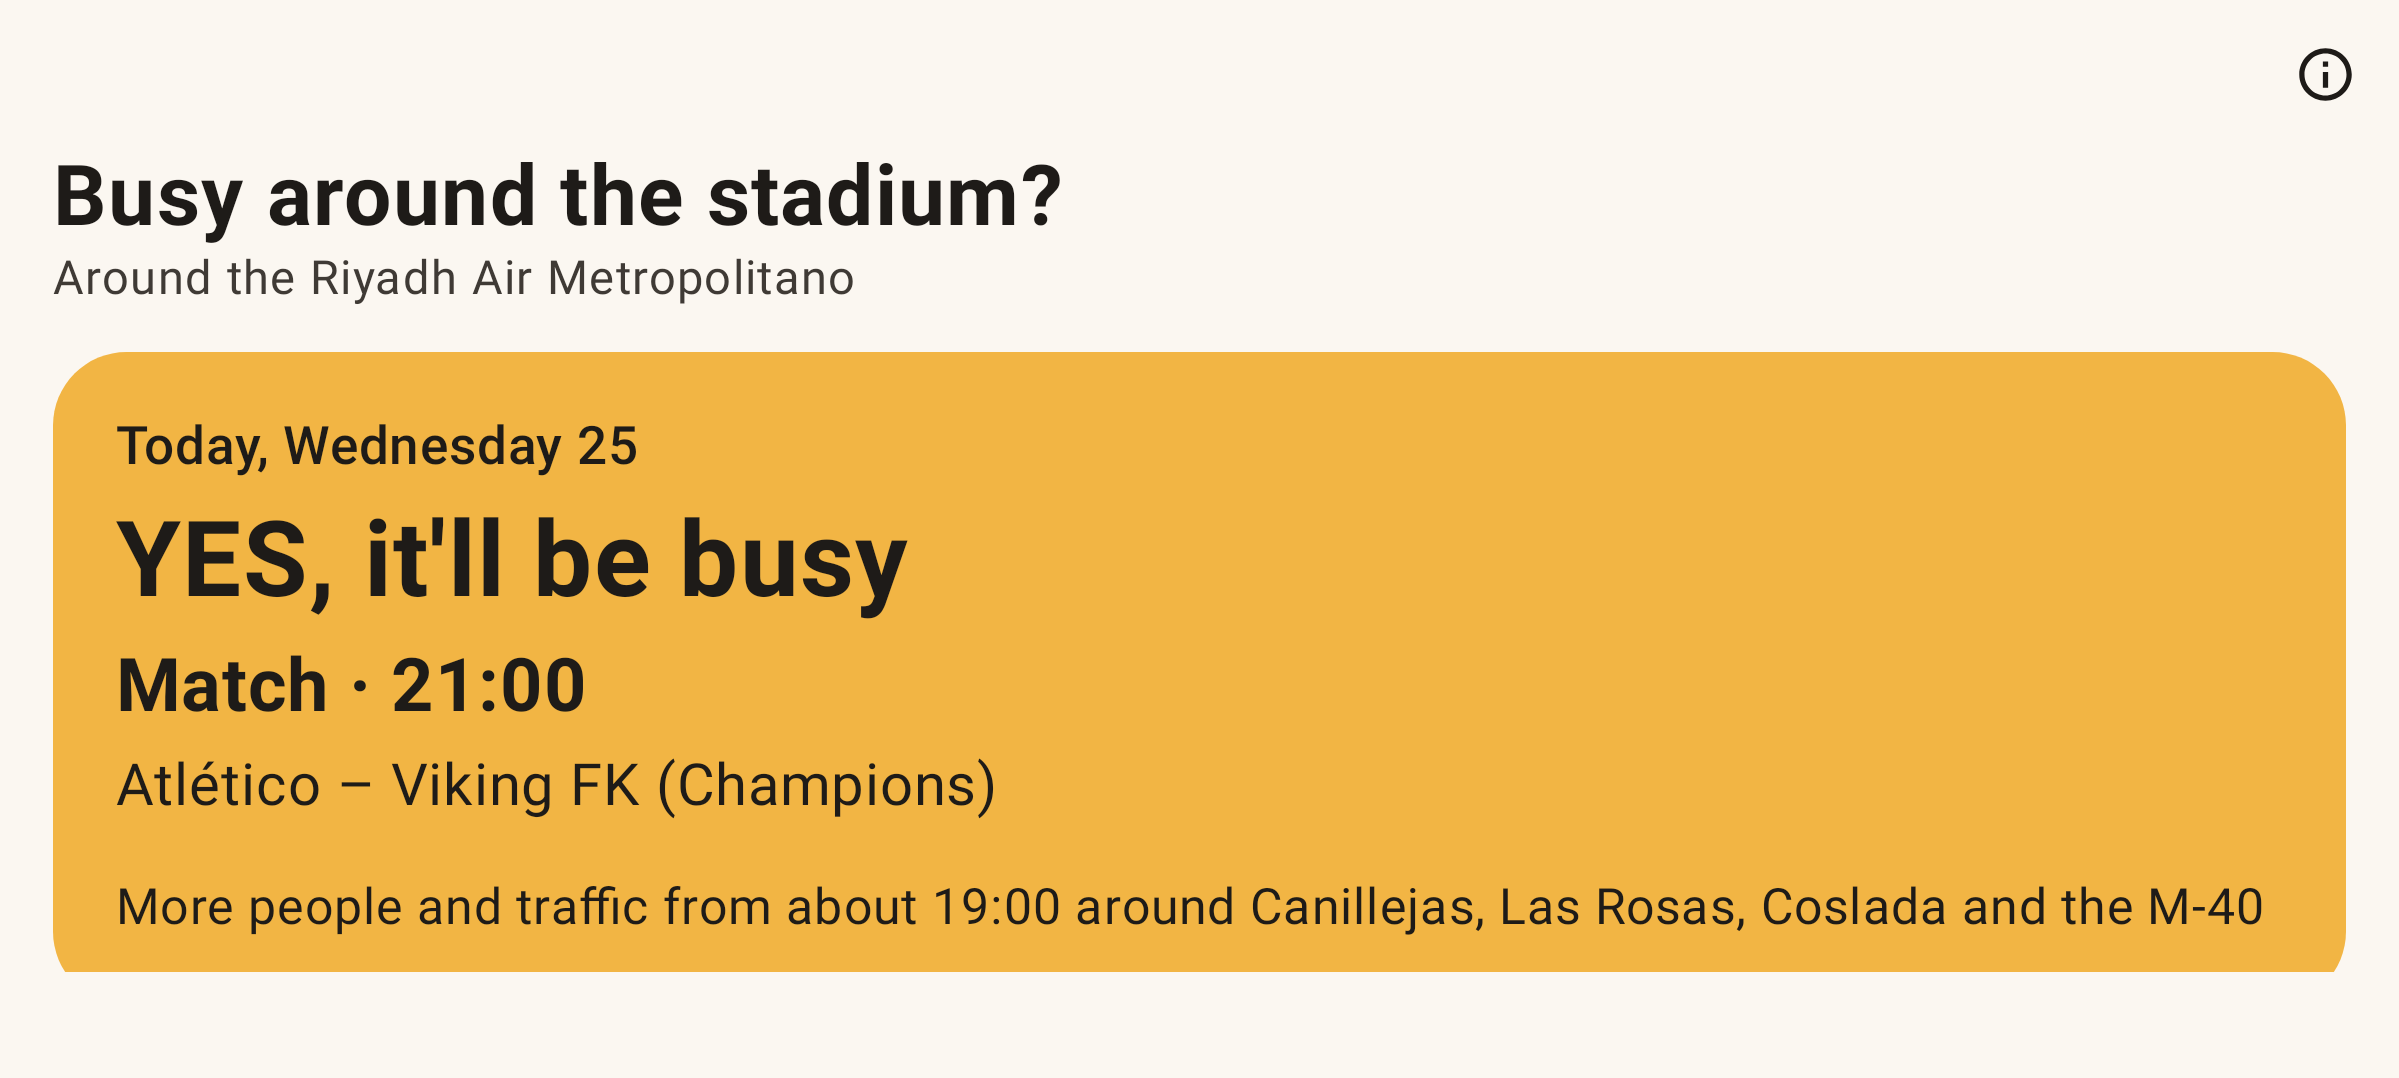 Busy around the stadium?
Around the Riyadh Air Metropolitano
Today, Wednesday 25
YES, it'll be busy
Match · 21:00
Atlético – Viking FK (Champions)
More people and traffic from about 19:00 around Canillejas, Las Rosas, Coslada and the M-40